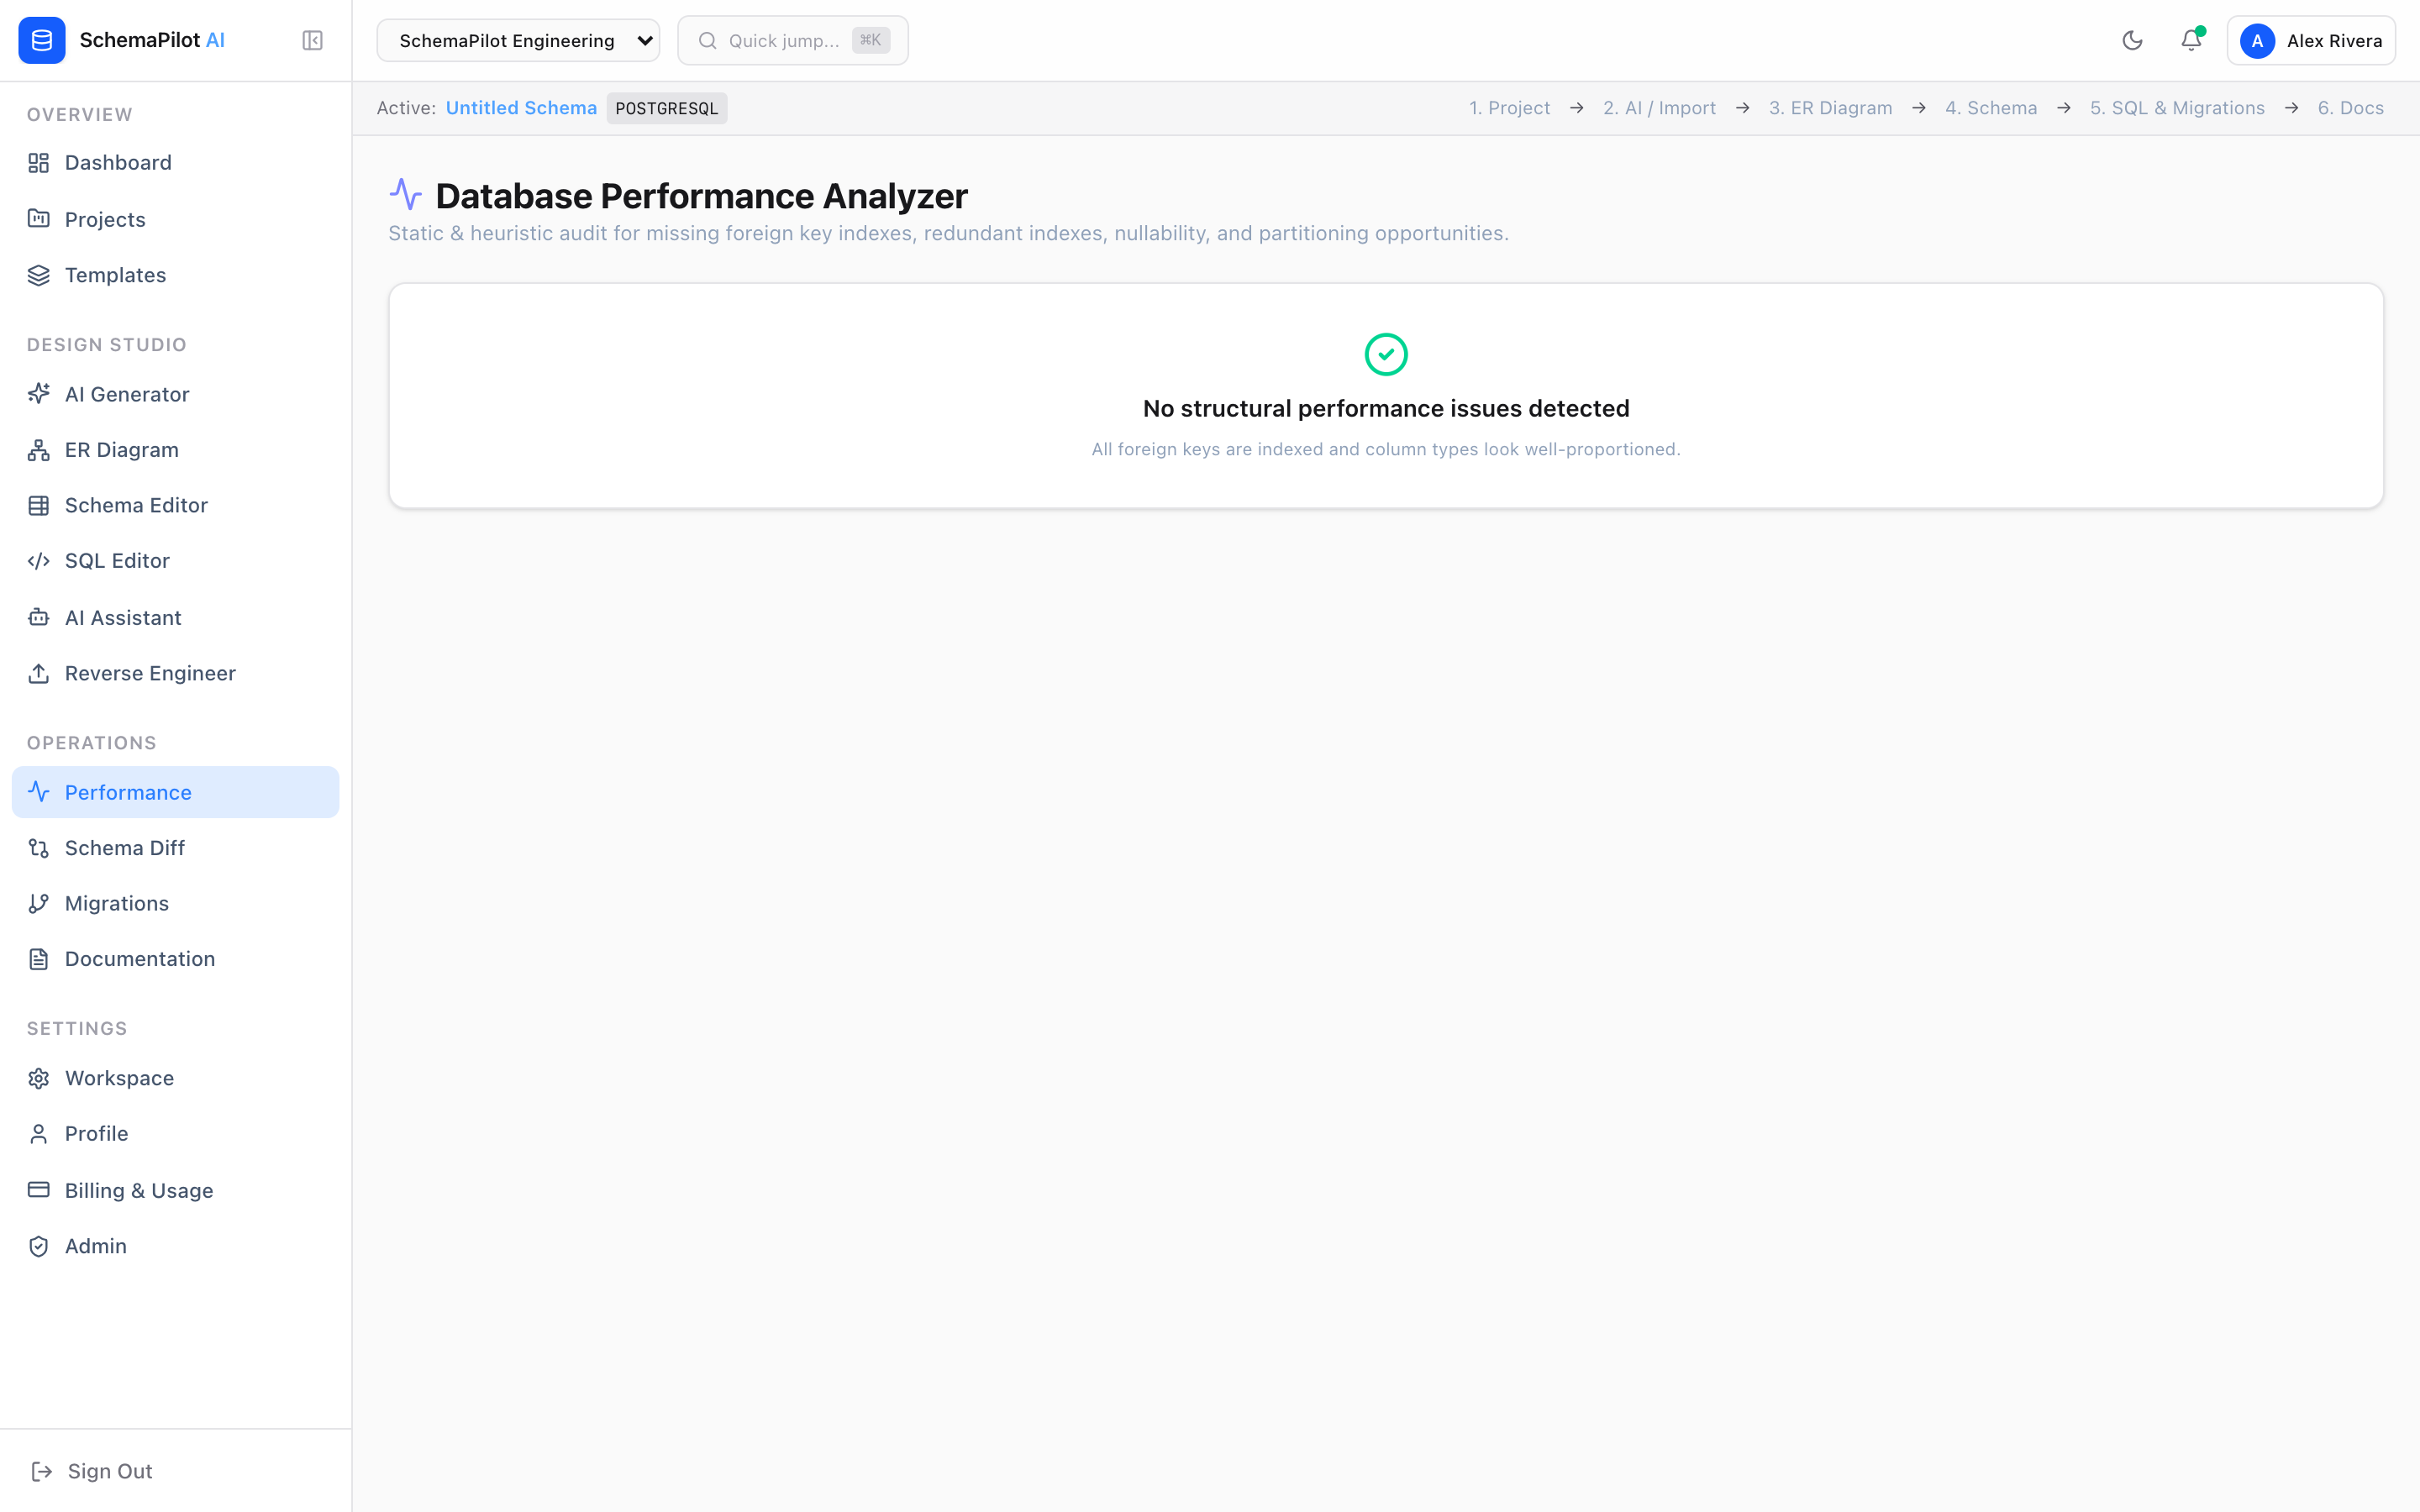 SchemaPilot AI
SchemaPilot Engineering
Quick jump...
⌘K
A
Alex Rivera
OVERVIEW
Dashboard
Projects
Templates
DESIGN STUDIO
AI Generator
ER Diagram
Schema Editor
SQL Editor
AI Assistant
Reverse Engineer
OPERATIONS
Performance
Schema Diff
Migrations
Documentation
SETTINGS
Workspace
Profile
Billing & Usage
Admin
Sign Out
Active: Untitled Schema POSTGRESQL
1. Project → 2. AI / Import → 3. ER Diagram → 4. Schema → 5. SQL & Migrations → 6. Docs
Database Performance Analyzer
Static & heuristic audit for missing foreign key indexes, redundant indexes, nullability, and partitioning opportunities.
No structural performance issues detected
All foreign keys are indexed and column types look well-proportioned.